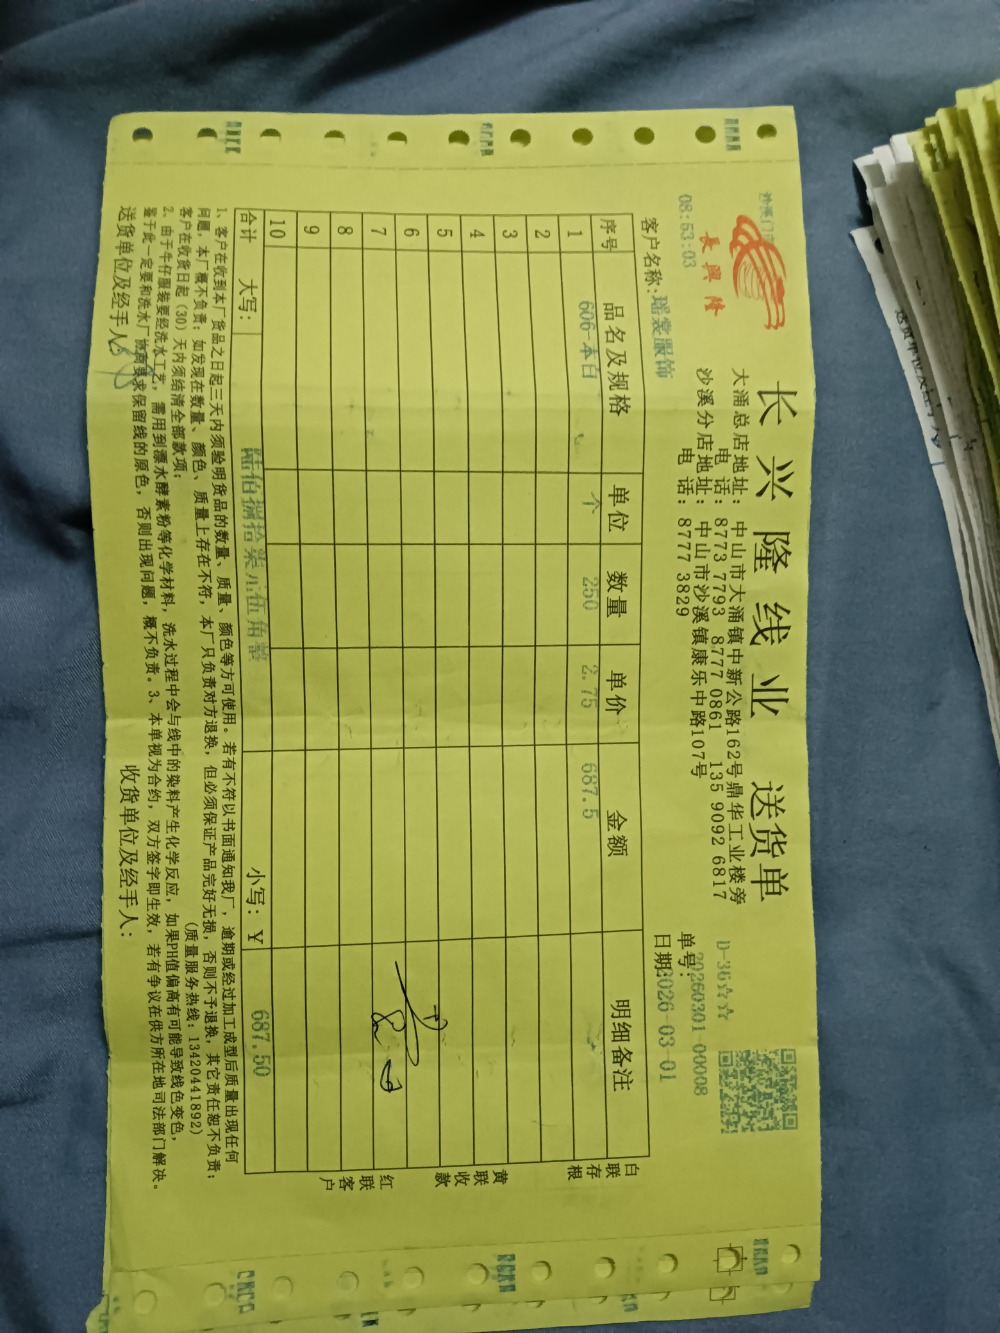 沙溪门市
08:53:03
長興隆
长兴隆线业 送货单
大涌总店地址：中山市大涌镇中新公路162号鼎华工业楼旁
电 话：8773 7793 8777 0861 135 9092 6817
沙溪分店地址：中山市沙溪镇康乐中路107号
电 话：8777 3829
D-36☆☆
单号：20260301-00008
日期：2026-03-01
客户名称：瑶裳服饰
序号 品名及规格 单位 数量 单价 金额 明细备注
1 606-本白 个 250 2.75 687.5
2
3
4
5
6
7
8
9
10
合计 大写：陆佰捌拾柒元伍角整 小写：¥ 687.50
白联存根
黄联收款
红联客户
1、客户在收到本厂货品之日起三天内须验明货品的数量、质量、颜色等方可使用。若有不符以书面通知我厂，逾期或经过加工成型后质量出现任何
问题，本厂概不负责；如发现在数量、颜色、质量上存在不符，本厂只负责对方退换，但必须保证产品完好无损，否则不予退换，其它责任恕不负责；
客户在收货日起（30）天内须结清全部款项；
（质量服务热线：13420441892）
2、由于牛仔服装要经洗水工艺，需用到漂水酵素粉等化学材料，洗水过程中会与线中的染料产生化学反应，如果PH值偏高有可能导致线色变色，
鉴于此一定要和洗水厂协商要求保留线的原色，否则出现问题，概不负责。3、本单视为合约，双方签字即生效，若有争议在供方所在地司法部门解决。
送货单位及经手人：
收货单位及经手人：